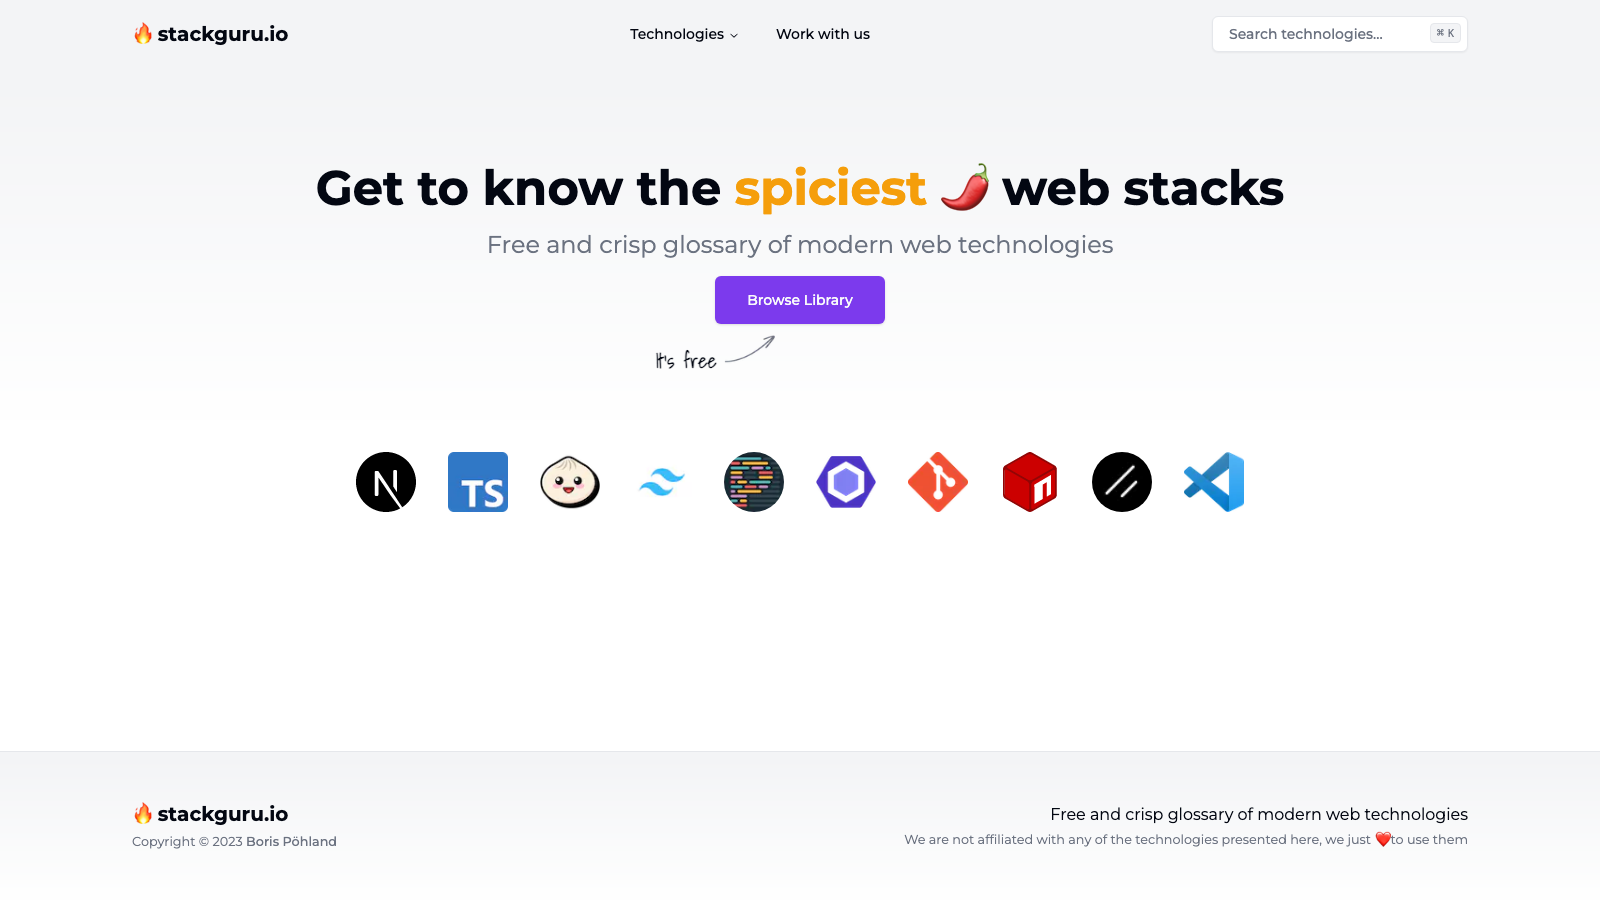 🔥 stackguru.io
Technologies
Work with us
Search technologies...
⌘ K
Get to know the spiciest 🌶️ web stacks
Free and crisp glossary of modern web technologies
Browse Library
It's free
N
TS
n
🔥 stackguru.io
Copyright © 2023 Boris Pöhland
Free and crisp glossary of modern web technologies
We are not affiliated with any of the technologies presented here, we just ❤️to use them